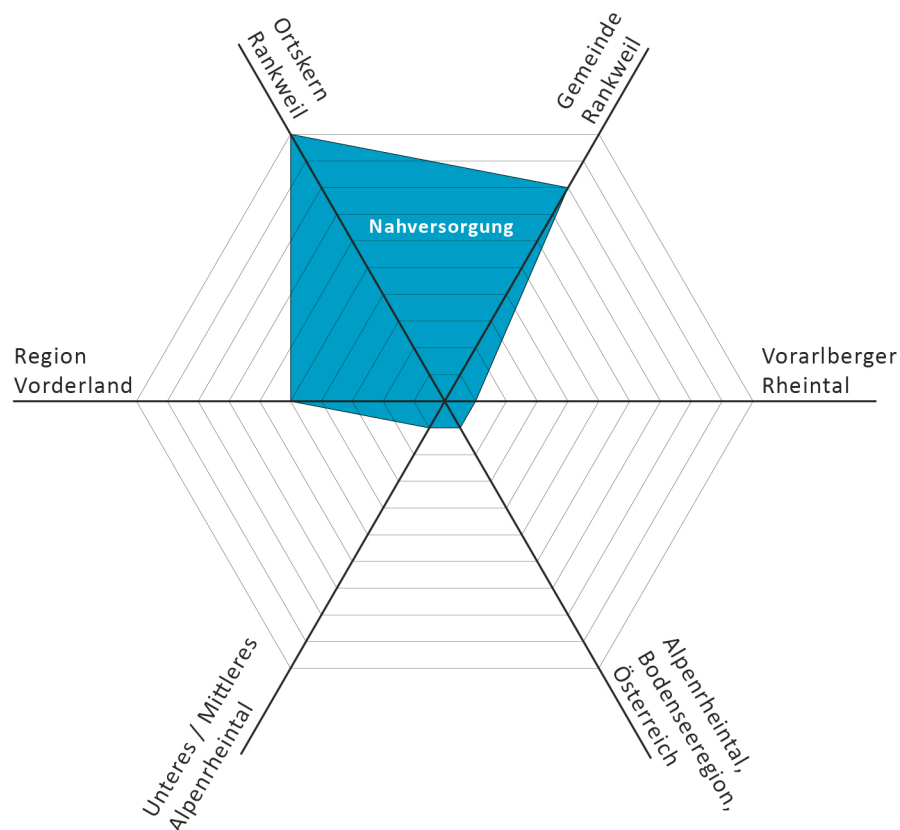 Ortskern
Rankweil
Gemeinde
Rankweil
Nahversorgung
Region
Vorderland
Vorarlberger
Rheintal
Unteres / Mittleres
Alpenrheintal
Alpenrheintal,
Bodenseeregion,
Österreich